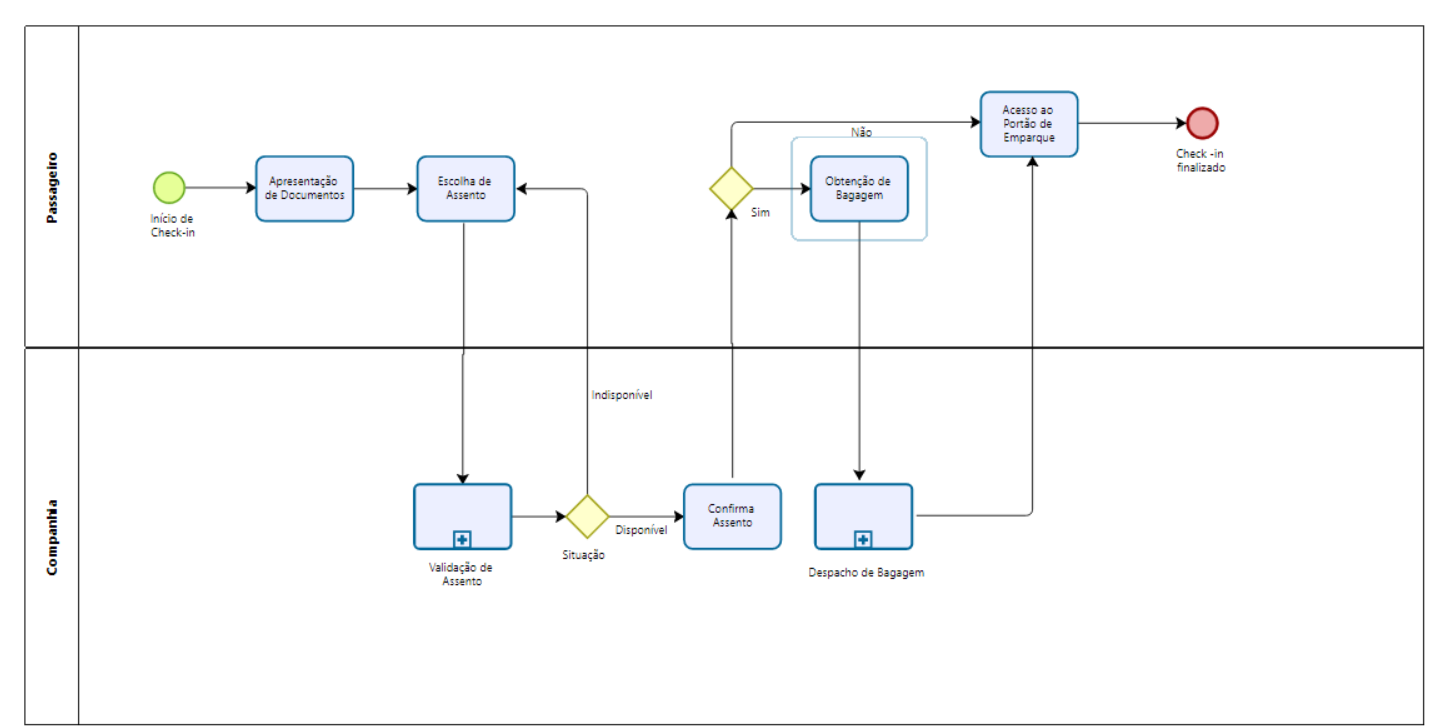 Passageiro
Início de
Check-in
Apresentação
de Documentos
Escolha de
Assento
Sim
Não
Obtenção de
Bagagem
Acesso ao
Portão de
Emparque
Check -in
finalizado
Companhia
Validação de
Assento
Indisponível
Situação
Disponível
Confirma
Assento
Despacho de Bagagem